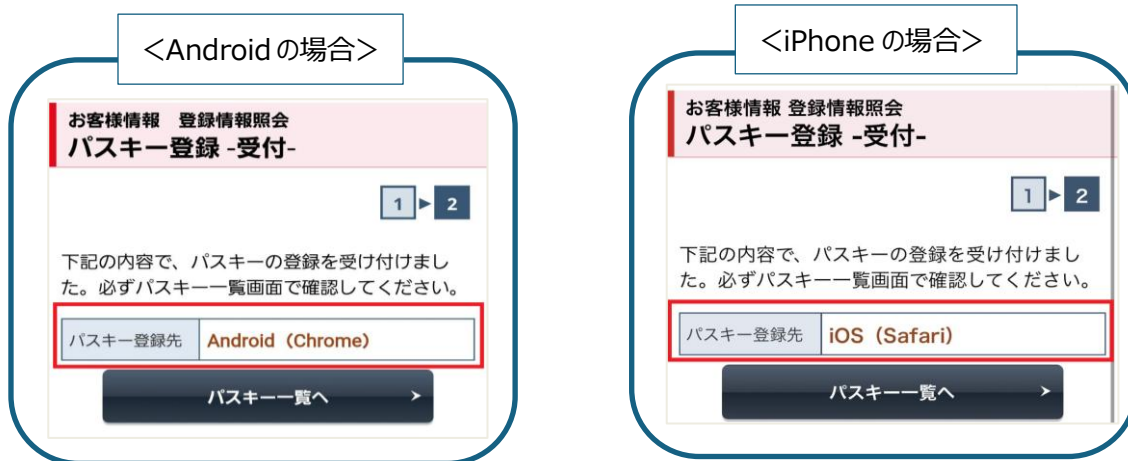 ＜Androidの場合＞
お客様情報　登録情報照会
パスキー登録 -受付-
1 ▶ 2
下記の内容で、パスキーの登録を受け付けまし
た。必ずパスキー一覧画面で確認してください。
パスキー登録先 Android（Chrome）
パスキー一覧へ
＜iPhoneの場合＞
お客様情報 登録情報照会
パスキー登録 -受付-
1 ▶ 2
下記の内容で、パスキーの登録を受け付けまし
た。必ずパスキー一覧画面で確認してください。
パスキー登録先 iOS（Safari）
パスキー一覧へ